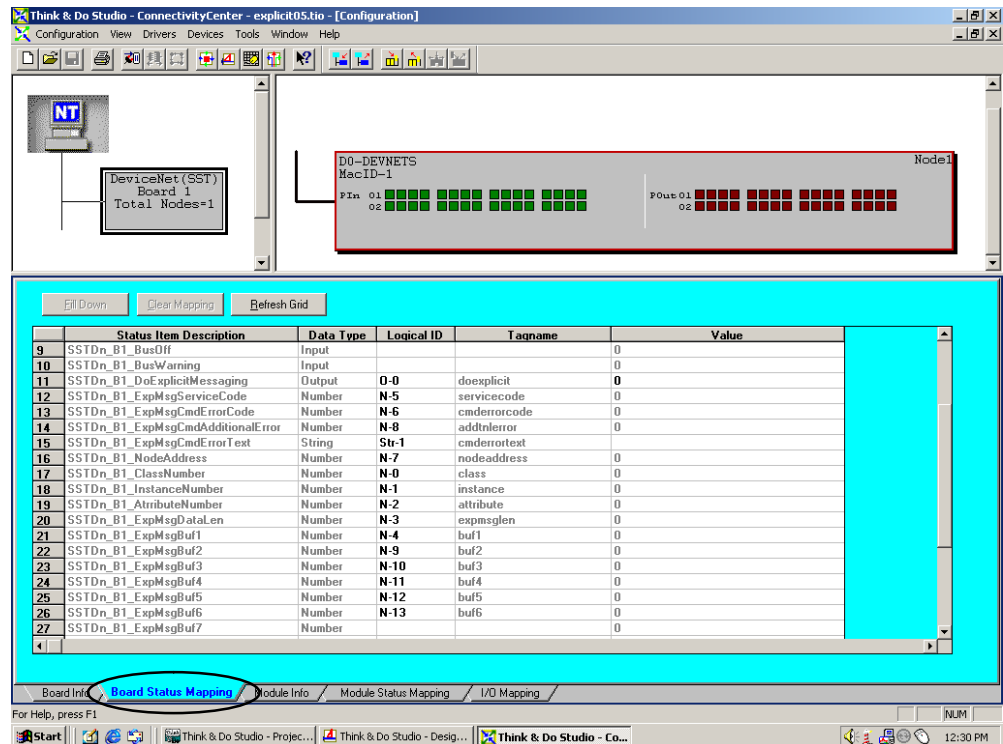 Think & Do Studio - ConnectivityCenter - explicit05.tio - [Configuration]
Configuration View Drivers Devices Tools Window Help
NT
DeviceNet(SST)
Board 1
Total Nodes=1
D0-DEVNETS
Node1
MacID-1
PIn 01
02
POut 01
02
Fill Down Clear Mapping Refresh Grid
Status Item Description Data Type Logical ID Tagname Value
9 SSTDn_B1_BusOff Input 0
10 SSTDn_B1_BusWarning Input 0
11 SSTDn_B1_DoExplicitMessaging Output O-0 doexplicit 0
12 SSTDn_B1_ExpMsgServiceCode Number N-5 servicecode 0
13 SSTDn_B1_ExpMsgCmdErrorCode Number N-6 cmderrorcode 0
14 SSTDn_B1_ExpMsgCmdAdditionalError Number N-8 addtnlerror 0
15 SSTDn_B1_ExpMsgCmdErrorText String Str-1 cmderrortext
16 SSTDn_B1_NodeAddress Number N-7 nodeaddress 0
17 SSTDn_B1_ClassNumber Number N-0 class 0
18 SSTDn_B1_InstanceNumber Number N-1 instance 0
19 SSTDn_B1_AtrributeNumber Number N-2 attribute 0
20 SSTDn_B1_ExpMsgDataLen Number N-3 expmsglen 0
21 SSTDn_B1_ExpMsgBuf1 Number N-4 buf1 0
22 SSTDn_B1_ExpMsgBuf2 Number N-9 buf2 0
23 SSTDn_B1_ExpMsgBuf3 Number N-10 buf3 0
24 SSTDn_B1_ExpMsgBuf4 Number N-11 buf4 0
25 SSTDn_B1_ExpMsgBuf5 Number N-12 buf5 0
26 SSTDn_B1_ExpMsgBuf6 Number N-13 buf6 0
27 SSTDn_B1_ExpMsgBuf7 Number 0
Board Info Board Status Mapping Module Info Module Status Mapping I/O Mapping
For Help, press F1
NUM
Start Think & Do Studio - Projec... Think & Do Studio - Desig... Think & Do Studio - Co... 12:30 PM